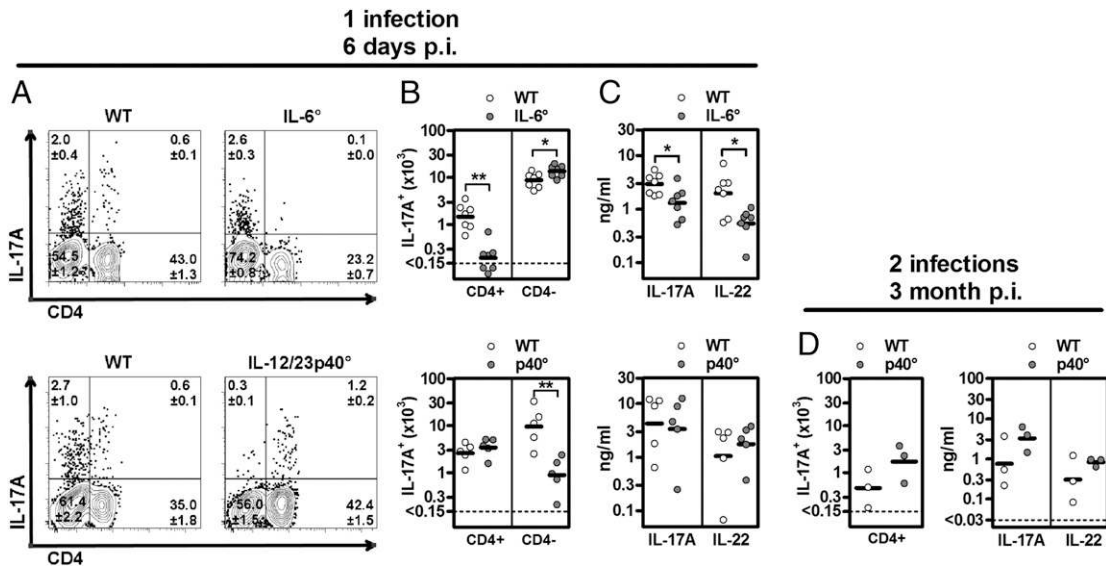 1 infection
6 days p.i.
A
WT
IL-6°
2.0
±0.4
0.6
±0.1
54.5
±1.2
43.0
±1.3
2.6
±0.3
0.1
±0.0
74.2
±0.8
23.2
±0.7
IL-17A
CD4
B
WT
IL-6°
IL-17A⁺ (x10³)
100
30
10
3
1
0.3
<0.15
**
*
CD4+ CD4-
C
WT
IL-6°
ng/ml
30
10
3
1
0.3
0.1
*
*
IL-17A IL-22
2 infections
3 month p.i.
WT
IL-12/23p40°
2.7
±1.0
0.6
±0.1
61.4
±2.2
35.0
±1.8
0.3
±0.1
1.2
±0.2
56.0
±1.5
42.4
±1.5
IL-17A
CD4
WT
p40°
IL-17A⁺ (x10³)
100
30
10
3
1
0.3
<0.15
**
CD4+ CD4-
WT
p40°
ng/ml
30
10
3
1
0.3
0.1
IL-17A IL-22
D
WT
p40°
IL-17A⁺ (x10³)
100
30
10
3
1
0.3
<0.15
CD4+
WT
p40°
ng/ml
100
30
10
3
1
0.3
0.1
<0.03
IL-17A IL-22